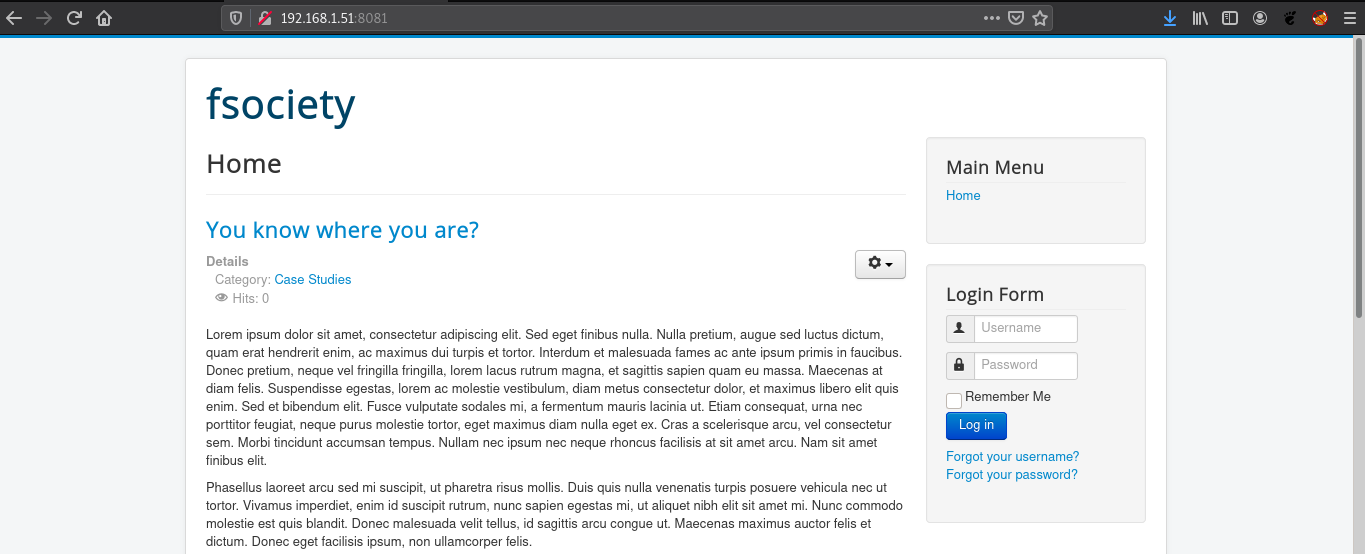 192.168.1.51:8081
fsociety
Home
You know where you are?
Details
Category: Case Studies
Hits: 0
Lorem ipsum dolor sit amet, consectetur adipiscing elit. Sed eget finibus nulla. Nulla pretium, augue sed luctus dictum,
quam erat hendrerit enim, ac maximus dui turpis et tortor. Interdum et malesuada fames ac ante ipsum primis in faucibus.
Donec pretium, neque vel fringilla fringilla, lorem lacus rutrum magna, et sagittis sapien quam eu massa. Maecenas at
diam felis. Suspendisse egestas, lorem ac molestie vestibulum, diam metus consectetur dolor, et maximus libero elit quis
enim. Sed et bibendum elit. Fusce vulputate sodales mi, a fermentum mauris lacinia ut. Etiam consequat, urna nec
porttitor feugiat, neque purus molestie tortor, eget maximus diam nulla eget ex. Cras a scelerisque arcu, vel consectetur
sem. Morbi tincidunt accumsan tempus. Nullam nec ipsum nec neque rhoncus facilisis at sit amet arcu. Nam sit amet
finibus elit.
Phasellus laoreet arcu sed mi suscipit, ut pharetra risus mollis. Duis quis nulla venenatis turpis posuere vehicula nec ut
tortor. Vivamus imperdiet, enim id suscipit rutrum, nunc sapien egestas mi, ut aliquet nibh elit sit amet mi. Nunc commodo
molestie est quis blandit. Donec malesuada velit tellus, id sagittis arcu congue ut. Maecenas maximus auctor felis et
dictum. Donec eget facilisis ipsum, non ullamcorper felis.
Main Menu
Home
Login Form
Username
Password
Remember Me
Log in
Forgot your username?
Forgot your password?